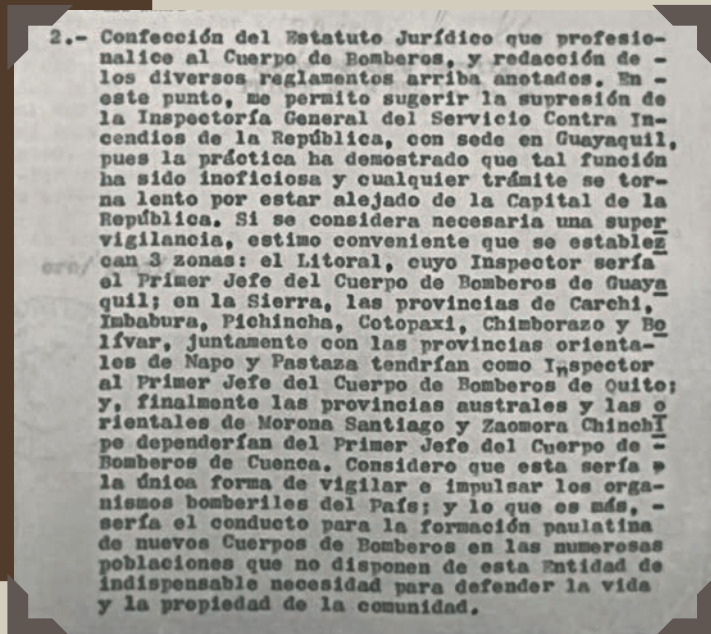 2.- Confección del Estatuto Jurídico que profesio-
nalice al Cuerpo de Bomberos, y redacción de -
los diversos reglamentos arriba anotados. En -
este punto, me permito sugerir la supresión de
la Inspectoría General del Servicio Contra In-
cendios de la República, con sede en Guayaquil,
pues la práctica ha demostrado que tal función
ha sido inoficiosa y cualquier trámite se tor-
na lento por estar alejado de la Capital de la
República. Si se considera necesaria una super
vigilancia, estimo conveniente que se establez
can 3 zonas: el Litoral, cuyo Inspector sería
el Primer Jefe del Cuerpo de Bomberos de Guaya
quil; en la Sierra, las provincias de Carchi,
Imbabura, Pichincha, Cotopaxi, Chimborazo y Bo
lívar, juntamente con las provincias orienta-
les de Napo y Pastaza tendrían como Inspector
al Primer Jefe del Cuerpo de Bomberos de Quito;
y, finalmente las provincias australes y las o
rientales de Morona Santiago y Zaomora Chinchi
pe dependerían del Primer Jefe del Cuerpo de -
Bomberos de Cuenca. Considero que esta sería
la única forma de vigilar e impulsar los orga-
nismos bomberiles del País; y lo que es más, -
sería el conducto para la formación paulatina
de nuevos Cuerpos de Bomberos en las numerosas
poblaciones que no disponen de esta Entidad de
indispensable necesidad para defender la vida
y la propiedad de la comunidad.